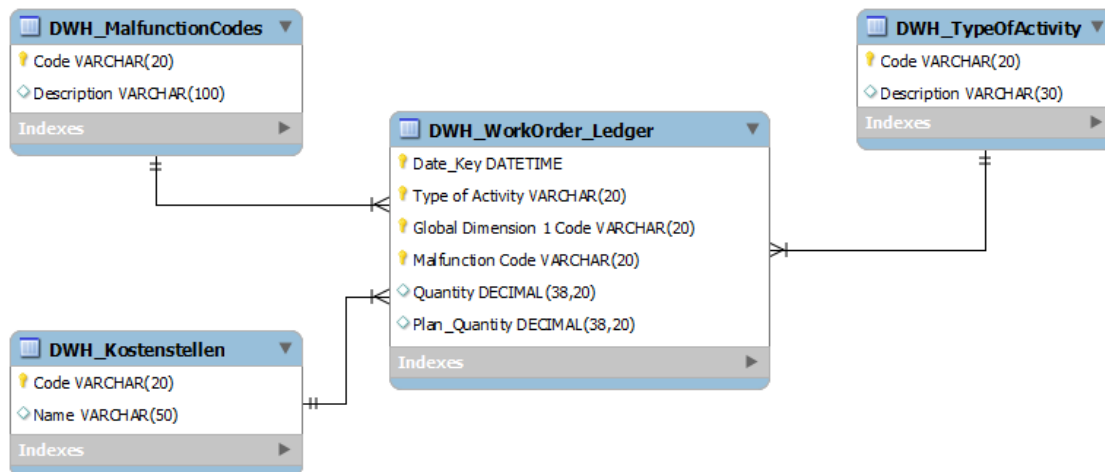 DWH_MalfunctionCodes
Code VARCHAR(20)
Description VARCHAR(100)
Indexes
DWH_TypeOfActivity
Code VARCHAR(20)
Description VARCHAR(30)
Indexes
DWH_WorkOrder_Ledger
Date_Key DATETIME
Type of Activity VARCHAR(20)
Global Dimension 1 Code VARCHAR(20)
Malfunction Code VARCHAR(20)
Quantity DECIMAL(38,20)
Plan_Quantity DECIMAL(38,20)
Indexes
DWH_Kostenstellen
Code VARCHAR(20)
Name VARCHAR(50)
Indexes